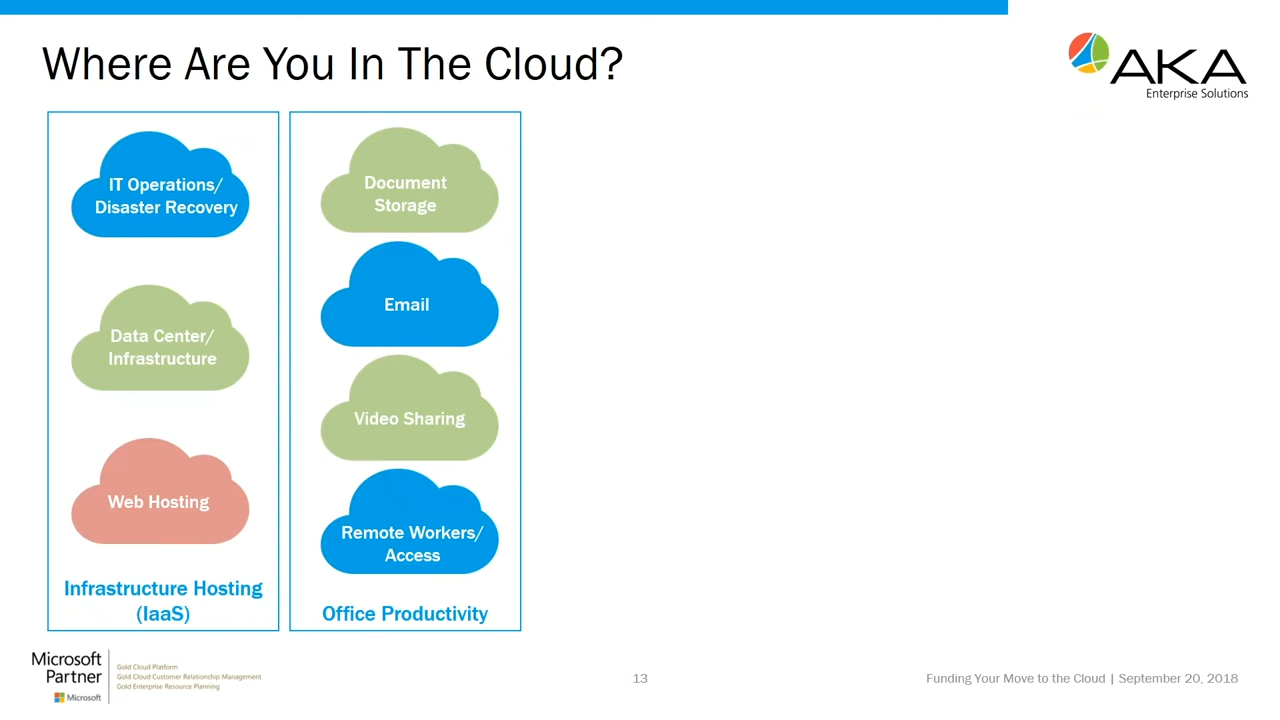 Where Are You In The Cloud?
AKA
Enterprise Solutions
IT Operations/
Disaster Recovery
Data Center/
Infrastructure
Web Hosting
Infrastructure Hosting
(IaaS)
Document
Storage
Email
Video Sharing
Remote Workers/
Access
Office Productivity
Microsoft
Partner
Microsoft
Gold Cloud Platform
Gold Cloud Customer Relationship Management
Gold Enterprise Resource Planning
13
Funding Your Move to the Cloud | September 20, 2018